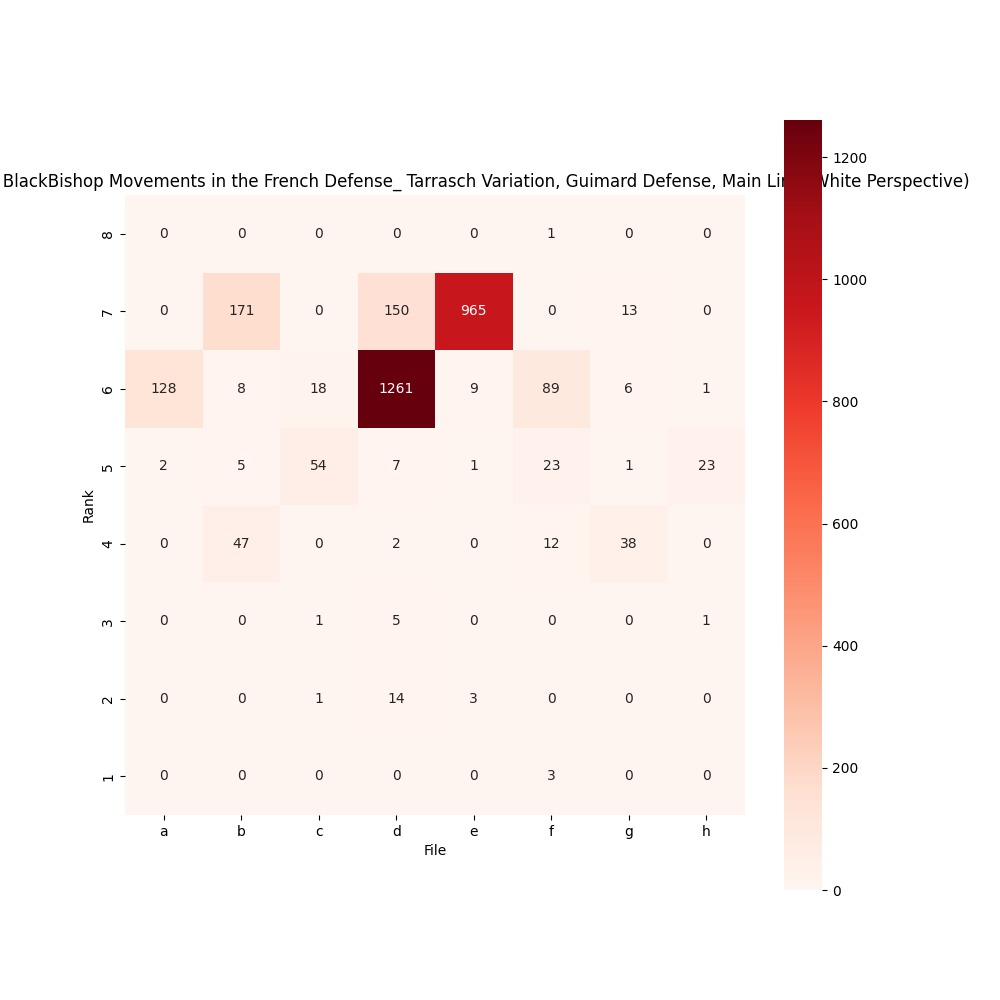 1200
BlackBishop Movements in the French Defense_ Tarrasch Variation, Guimard Defense, Main Lin White Perspective)
8 0 0 0 0 0 1 0 0
1000
7 0 171 0 150 965 0 13 0
6 128 8 18 1261 9 89 6 1
800
5 2 5 54 7 1 23 1 23
Rank
600
4 0 47 0 2 0 12 38 0
3 0 0 1 5 0 0 0 1
400
2 0 0 1 14 3 0 0 0
200
1 0 0 0 0 0 3 0 0
a b c d e f g h
File
0